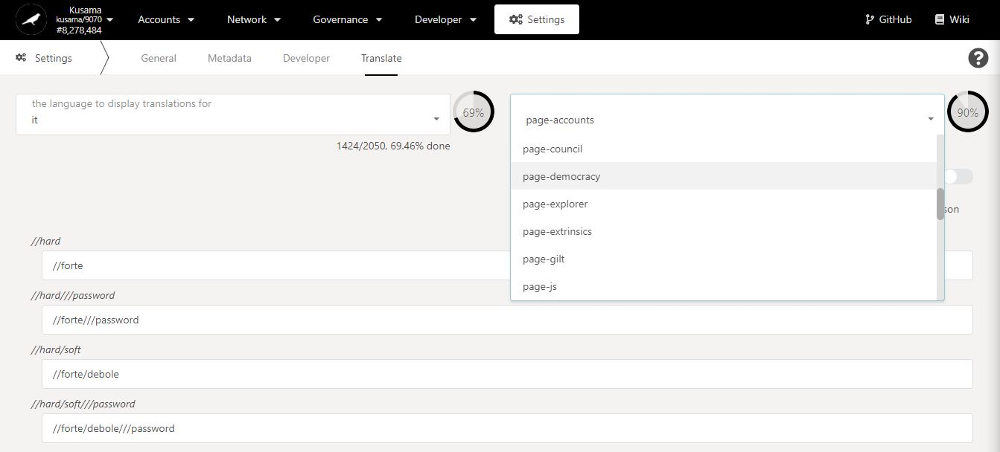 Kusama
kusama/9070
#8,278,484
Accounts
Network
Governance
Developer
Settings
GitHub
Wiki
Settings
General
Metadata
Developer
Translate
the language to display translations for
it
69%
1424/2050, 69.46% done
page-accounts
90%
page-council
page-democracy
page-explorer
page-extrinsics
page-gilt
page-js
son
//hard
//forte
//hard///password
//forte///password
//hard/soft
//forte/debole
//hard/soft///password
//forte/debole///password